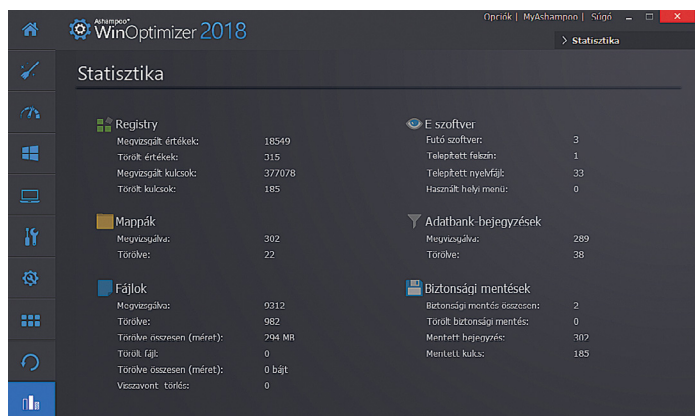 Opciók | MyAshampoo | Súgó
Ashampoo®
WinOptimizer 2018
> Statisztika
Statisztika
Registry
Megvizsgált értékek: 18549
Törölt értékek: 315
Megvizsgált kulcsok: 377078
Törölt kulcsok: 185
Mappák
Megvizsgálva: 302
Törölve: 22
Fájlok
Megvizsgálva: 9312
Törölve: 982
Törölve összesen (méret): 294 MB
Törölt fájl: 0
Törölve összesen (méret): 0 bájt
Visszavont törlés: 0
E szoftver
Futó szoftver: 3
Telepített felszín: 1
Telepített nyelvfájl: 33
Használt helyi menü: 0
Adatbank-bejegyzések
Megvizsgálva: 289
Törölve: 38
Biztonsági mentések
Biztonsági mentés összesen: 2
Törölt biztonsági mentés: 0
Mentett bejegyzés: 302
Mentett kulcs: 185